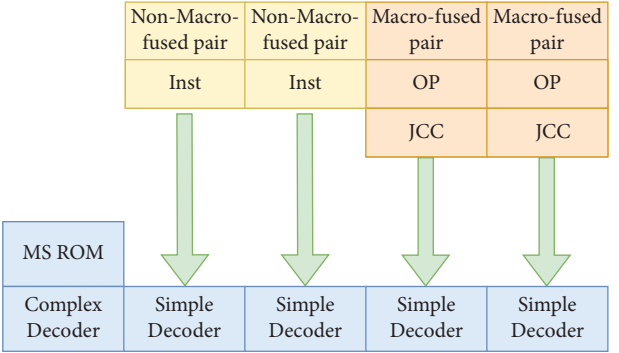 Non-Macro-
fused pair
Non-Macro-
fused pair
Macro-fused
pair
Macro-fused
pair
Inst
Inst
OP
OP
JCC
JCC
MS ROM
Complex
Decoder
Simple
Decoder
Simple
Decoder
Simple
Decoder
Simple
Decoder